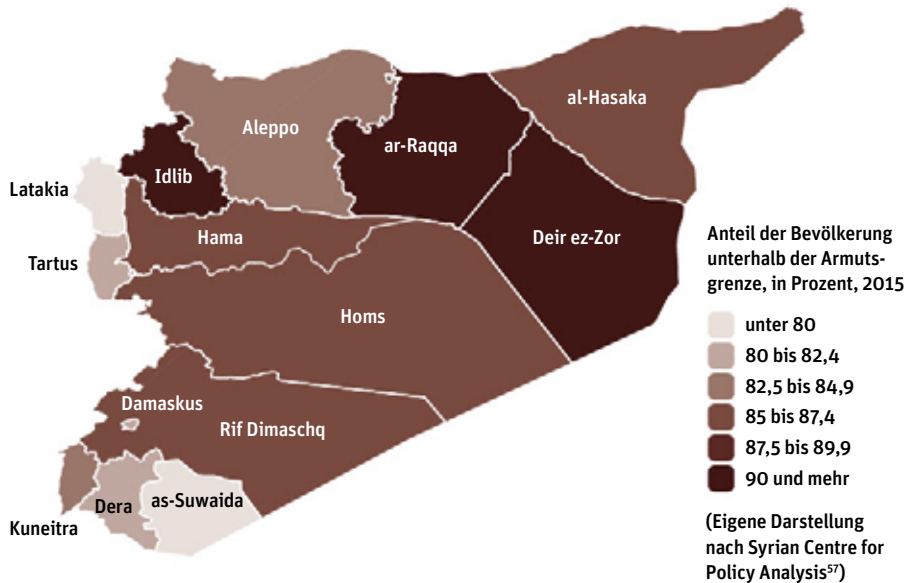 al-Hasaka
Aleppo
ar-Raqqa
Idlib
Latakia
Hama
Deir ez-Zor
Tartus
Homs
Damaskus
Rif Dimaschq
Dera
as-Suwaida
Kuneitra
Anteil der Bevölkerung
unterhalb der Armuts-
grenze, in Prozent, 2015
unter 80
80 bis 82,4
82,5 bis 84,9
85 bis 87,4
87,5 bis 89,9
90 und mehr
(Eigene Darstellung
nach Syrian Centre for
Policy Analysis⁵⁷)